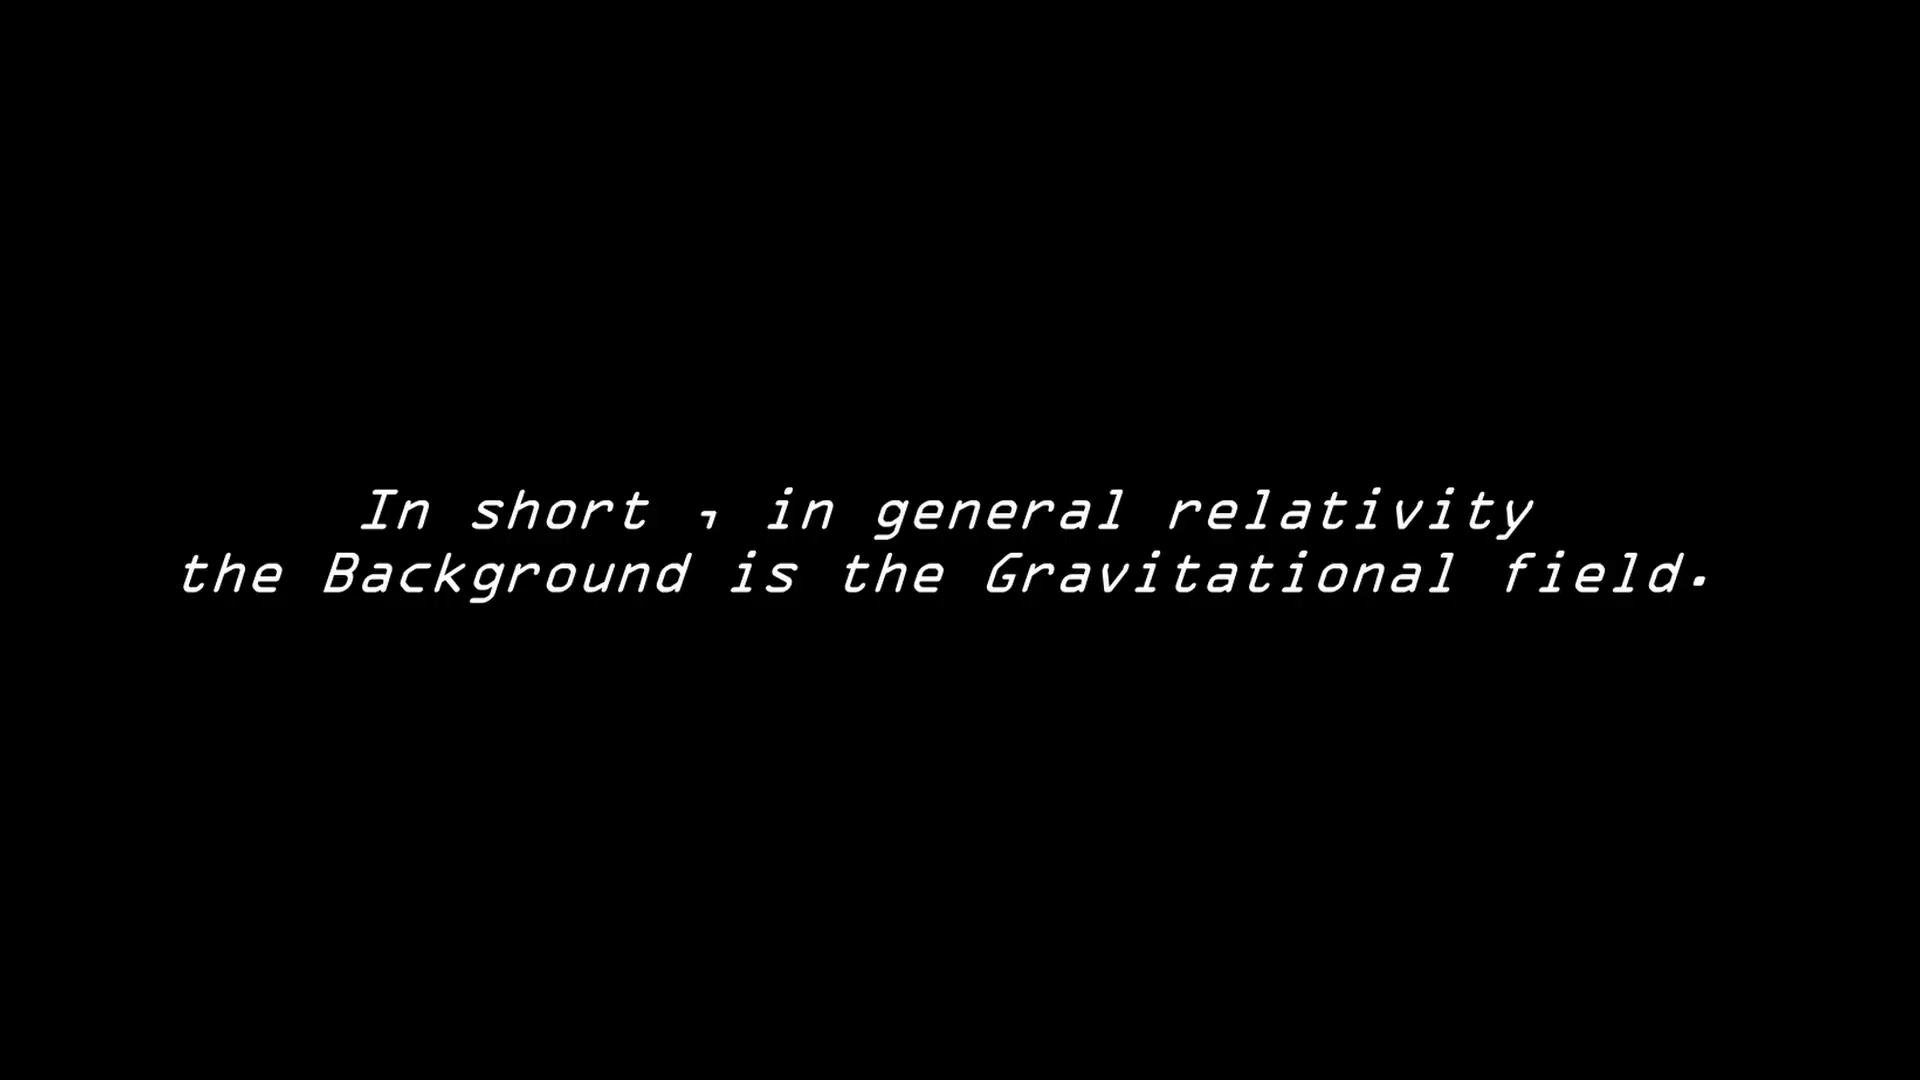 In short , in general relativity
the Background is the Gravitational field.